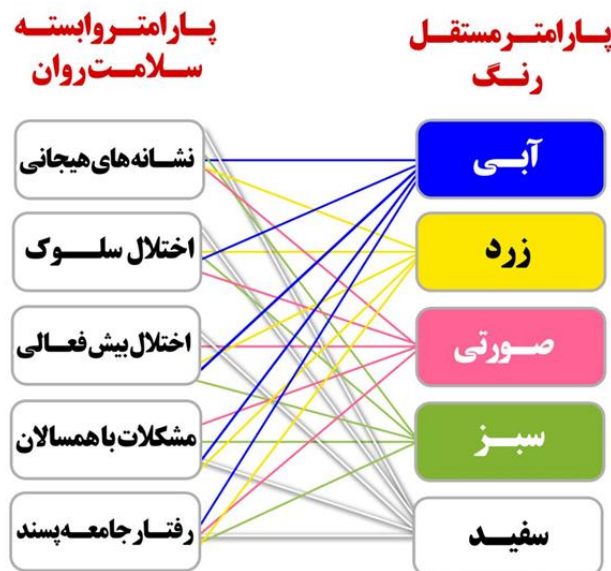 پارامتر مستقل
رنگ
آبی
زرد
صورتی
سبز
سفید
پارامتر وابسته
سلامت روان
نشانه های هیجانی
اختلال سلوک
اختلال بیش فعالی
مشکلات با همسالان
رفتار جامعه پسند